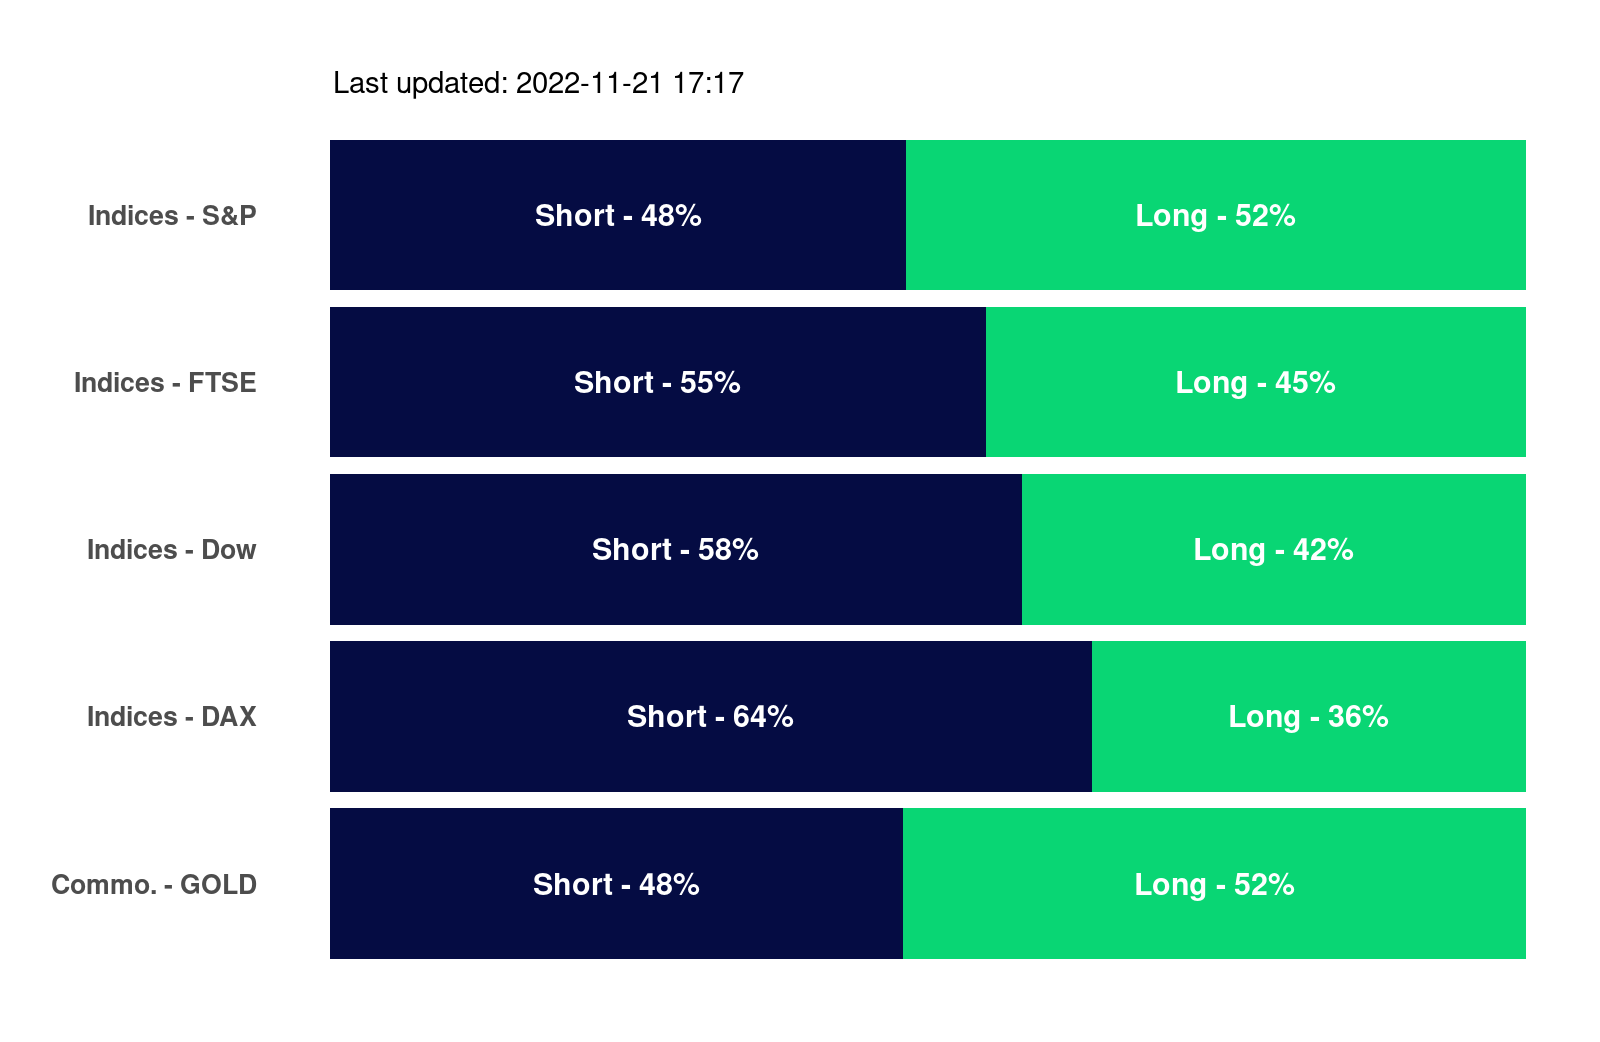 Last updated: 2022-11-21 17:17
Indices - S&P Short - 48% Long - 52%
Indices - FTSE Short - 55% Long - 45%
Indices - Dow Short - 58% Long - 42%
Indices - DAX Short - 64% Long - 36%
Commo. - GOLD Short - 48% Long - 52%